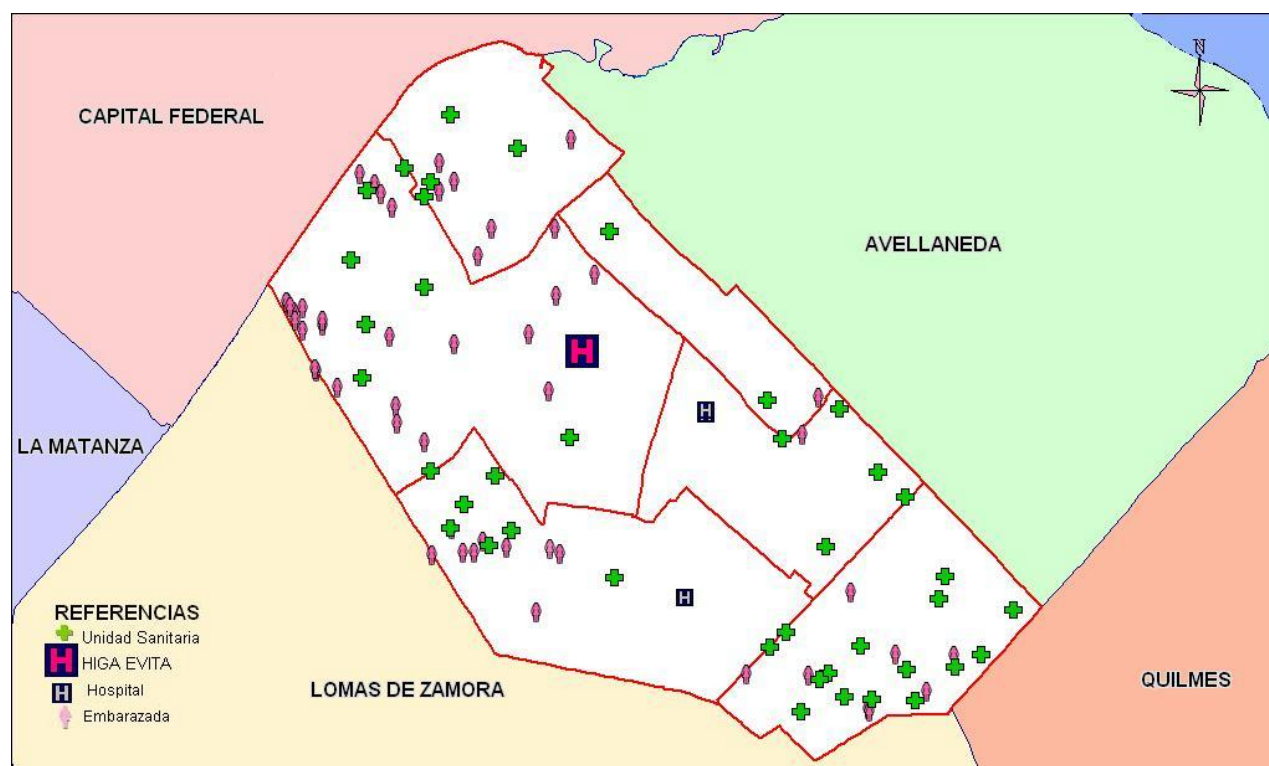 N
CAPITAL FEDERAL
AVELLANEDA
H
H
LA MATANZA
H
REFERENCIAS
Unidad Sanitaria
H HIGA EVITA
H Hospital
Embarazada
LOMAS DE ZAMORA
QUILMES